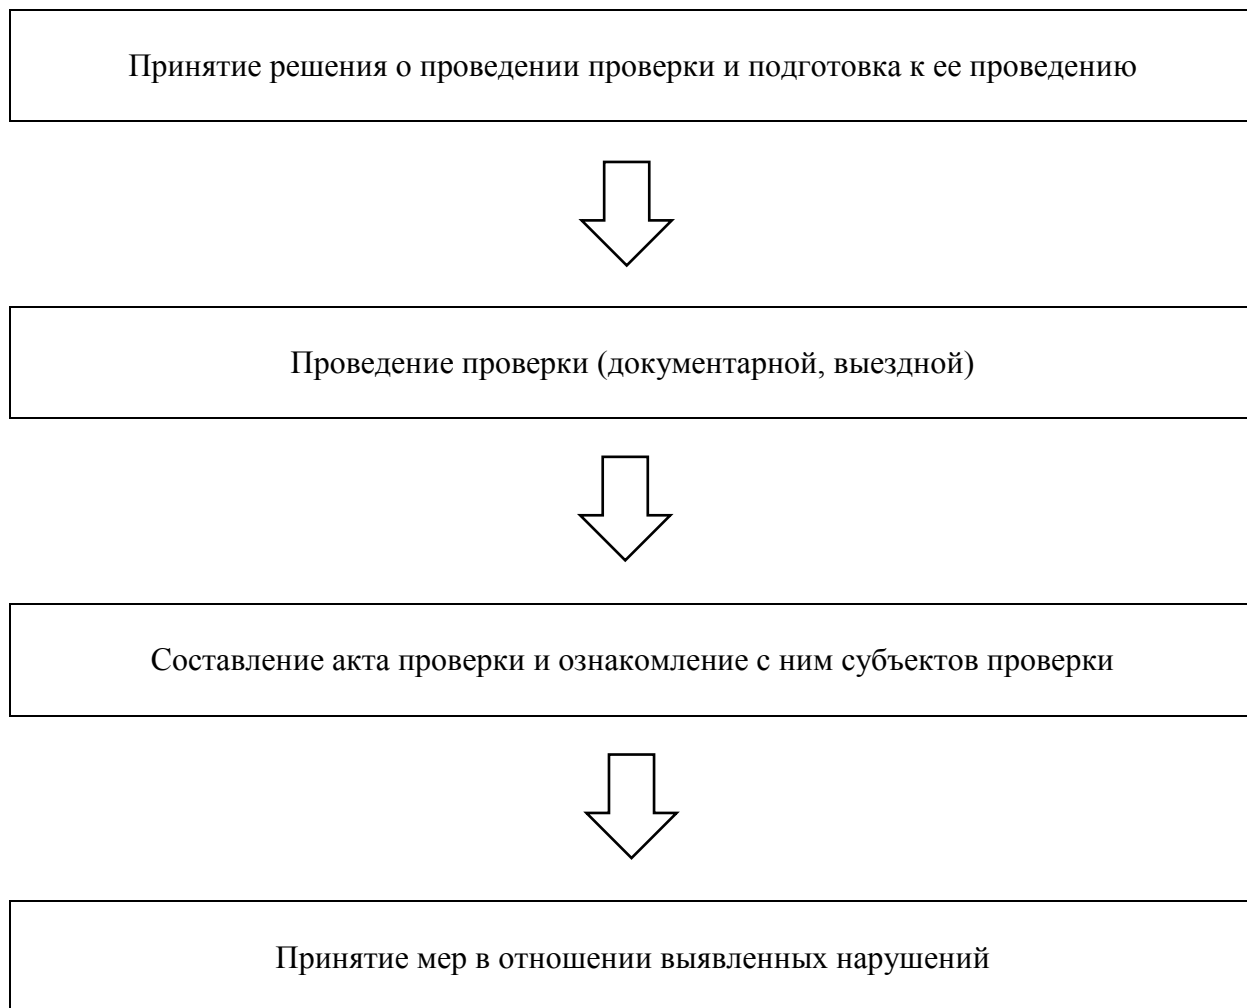 Принятие решения о проведении проверки и подготовка к ее проведению
Проведение проверки (документарной, выездной)
Составление акта проверки и ознакомление с ним субъектов проверки
Принятие мер в отношении выявленных нарушений